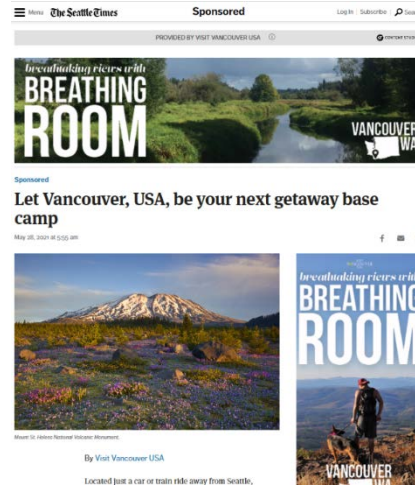 Menu The Seattle Times
Sponsored
Log In | Subscribe |
PROVIDED BY VISIT VANCOUVER USA
breathtaking views with
BREATHING
ROOM
VANCOUVER
WA
Sponsored
Let Vancouver, USA, be your next getaway base
camp
May 28, 2021 at 5:55 am
Mount St. Helens National Volcanic Monument.
breathtaking views with
BREATHING
ROOM
VANCOUVER
WA
By Visit Vancouver USA
Located just a car or train ride away from Seattle,